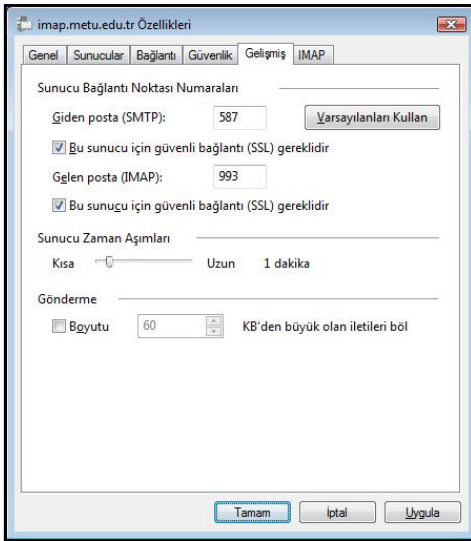 imap.metu.edu.tr Özellikleri
Genel Sunucular Bağlantı Güvenlik Gelişmiş IMAP
Sunucu Bağlantı Noktası Numaraları
Giden posta (SMTP): 587 Varsayılanları Kullan
Bu sunucu için güvenli bağlantı (SSL) gereklidir
Gelen posta (IMAP): 993
Bu sunucu için güvenli bağlantı (SSL) gereklidir
Sunucu Zaman Aşımları
Kısa Uzun 1 dakika
Gönderme
Boyutu 60 KB'den büyük olan iletileri böl
Tamam İptal Uygula